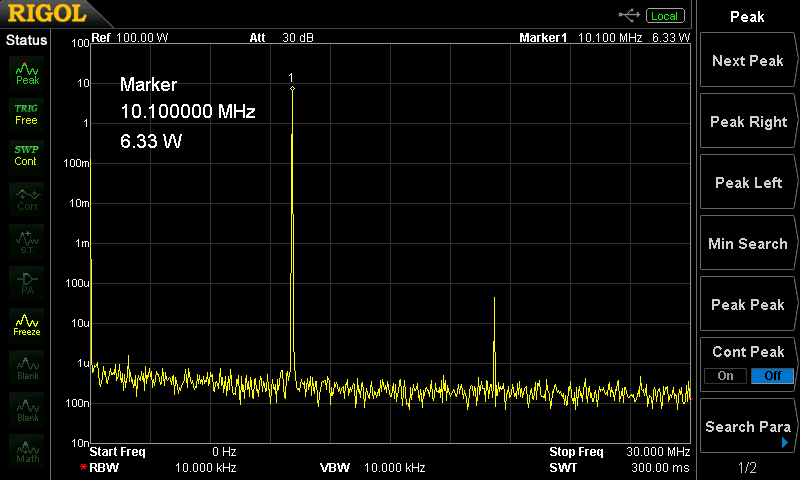 RIGOL
Local
Status
Ref 100.00 W Att 30 dB Marker1 10.100 MHz 6.33 W
Peak
TRIG
Free
SWP
Cont
Corr
S.T.
PA
Freeze
Blank
Blank
Math
100
10
1
100m
10m
1m
100u
10u
1u
100n
10n
1
Marker
10.100000 MHz
6.33 W
Start Freq 0 Hz Stop Freq 30.000 MHz
RBW 10.000 kHz VBW 10.000 kHz SWT 300.00 ms
Peak
Next Peak
Peak Right
Peak Left
Min Search
Peak Peak
Cont Peak
On Off
Search Para
1/2